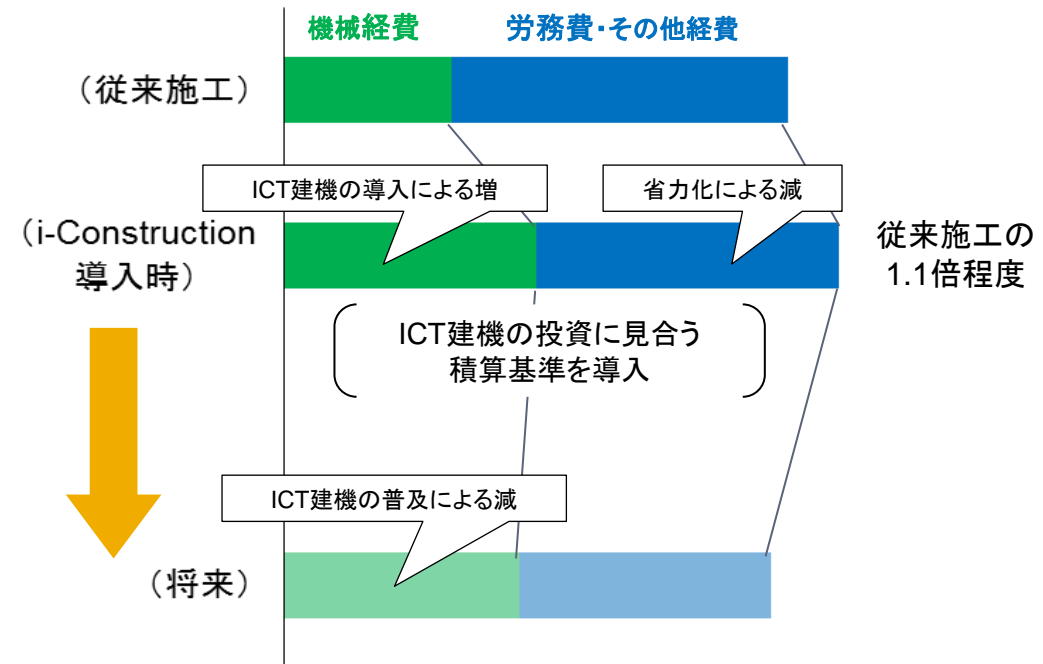 機械経費
労務費・その他経費
（従来施工）
ICT建機の導入による増
省力化による減
（i-Construction
導入時）
従来施工の
1.1倍程度
ICT建機の投資に見合う
積算基準を導入
ICT建機の普及による減
（将来）